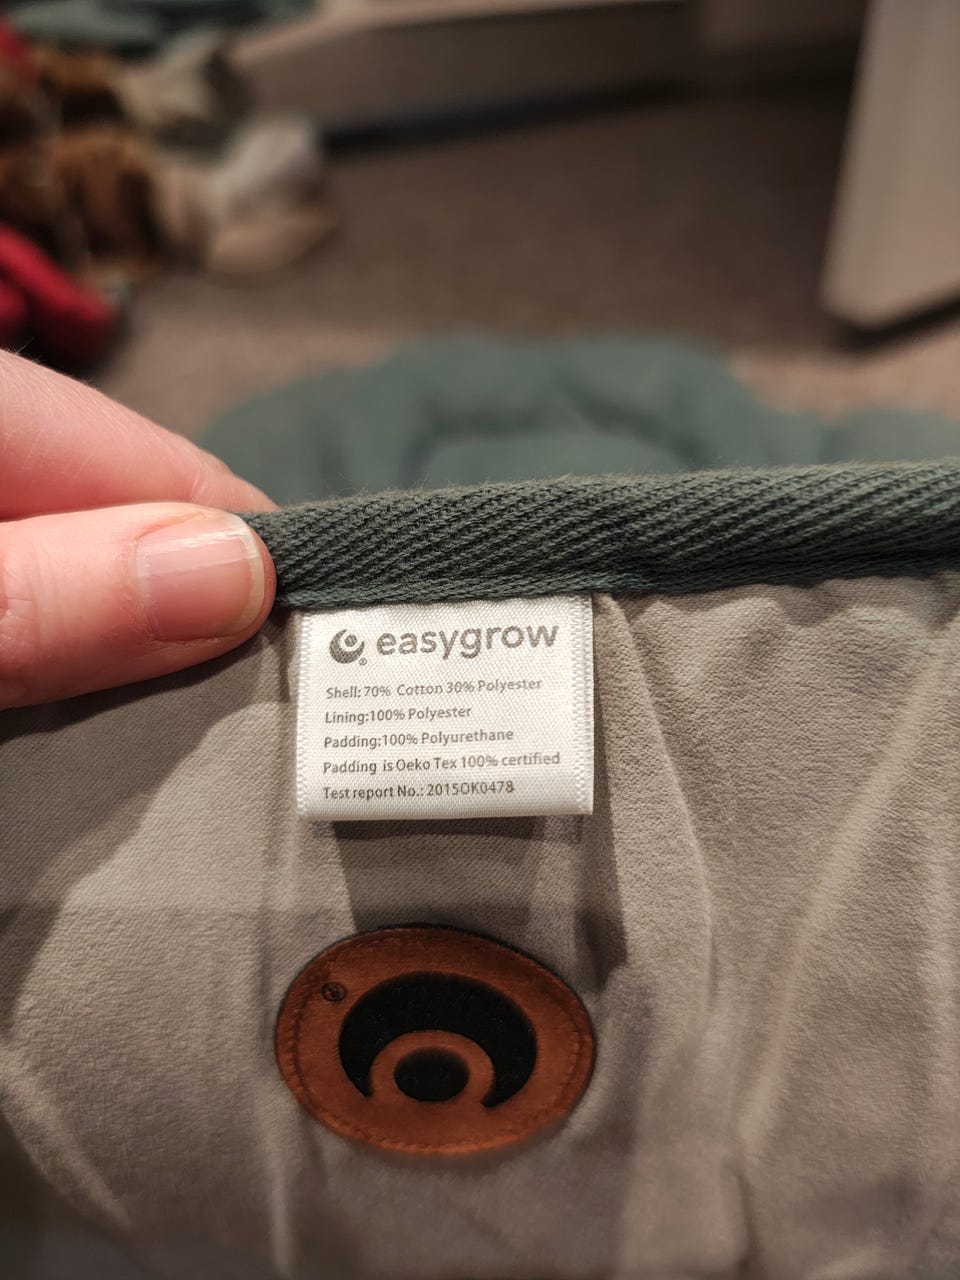 easygrow
®
Shell: 70% Cotton 30% Polyester
Lining:100% Polyester
Padding:100% Polyurethane
Padding is Oeko Tex 100% certified
Test report No.: 2015OK0478
®